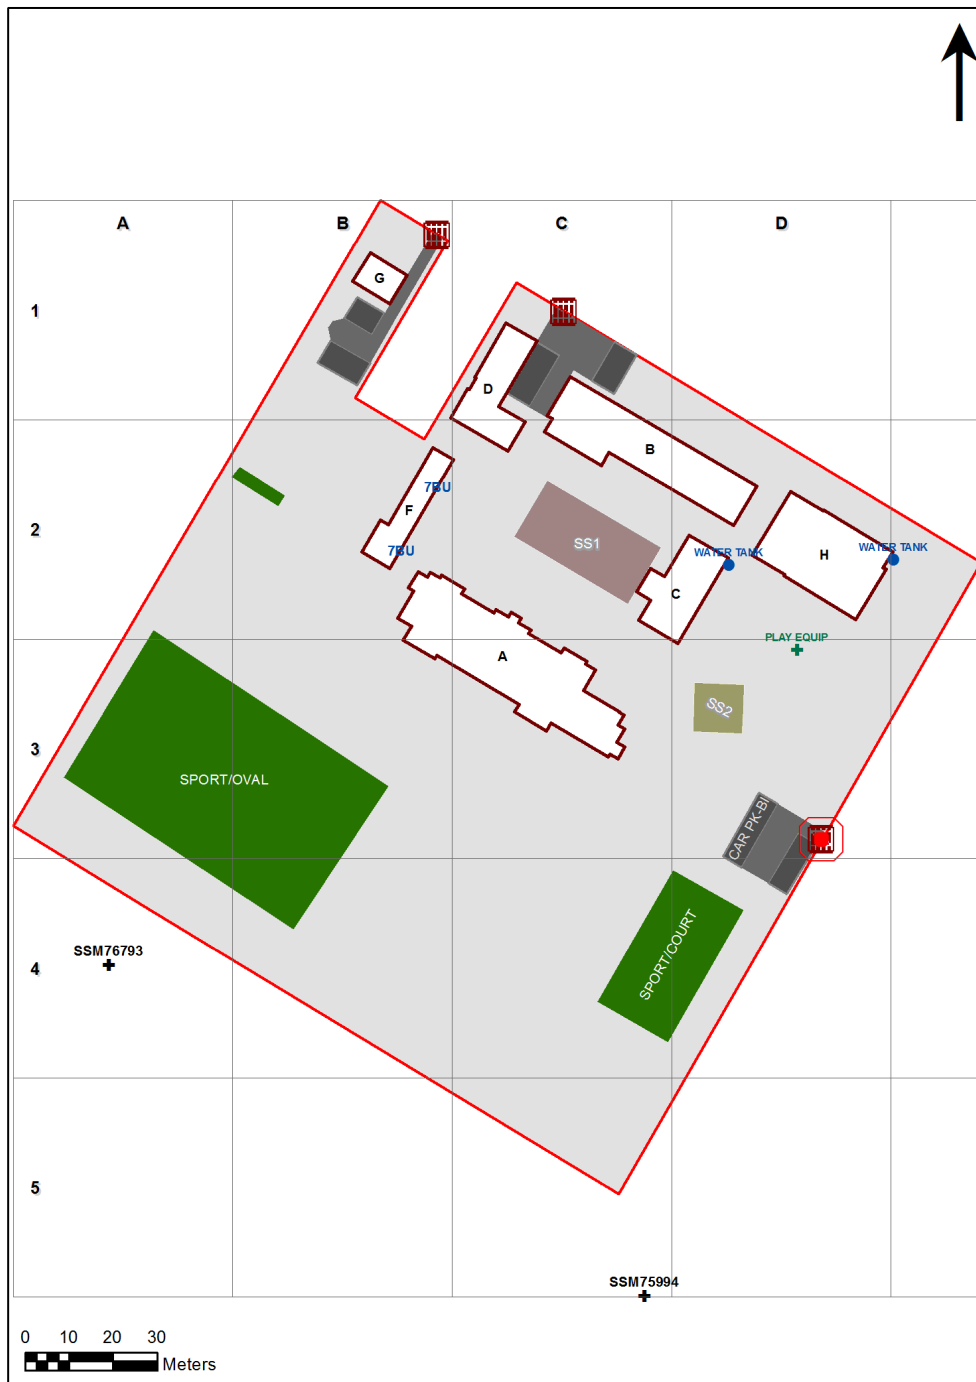 A B C D
1
G
D
B
2
7BU
F
SS1
7BU
WATER TANK
WATER TANK
H
C
PLAY EQUIP
A
SS2
3
SPORT/OVAL
CAR PK-BI
SSM76793
4
SPORT/COURT
5
SSM75994
0 10 20 30
Meters